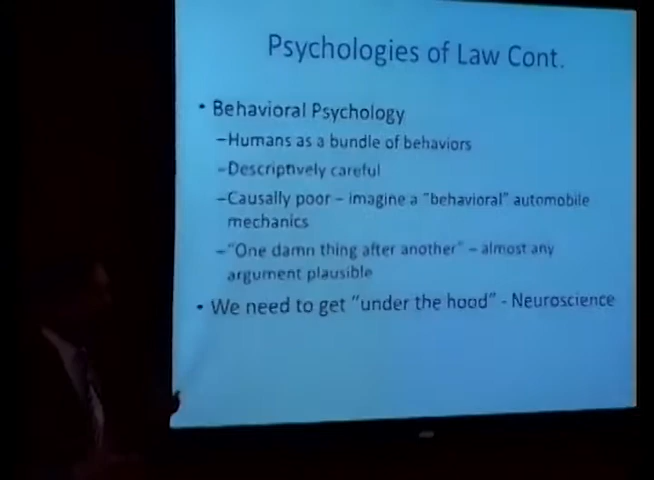 Psychologies of Law Cont.
• Behavioral Psychology
–Humans as a bundle of behaviors
–Descriptively careful
–Causally poor – imagine a "behavioral" automobile
mechanics
–"One damn thing after another" – almost any
argument plausible
• We need to get "under the hood" - Neuroscience